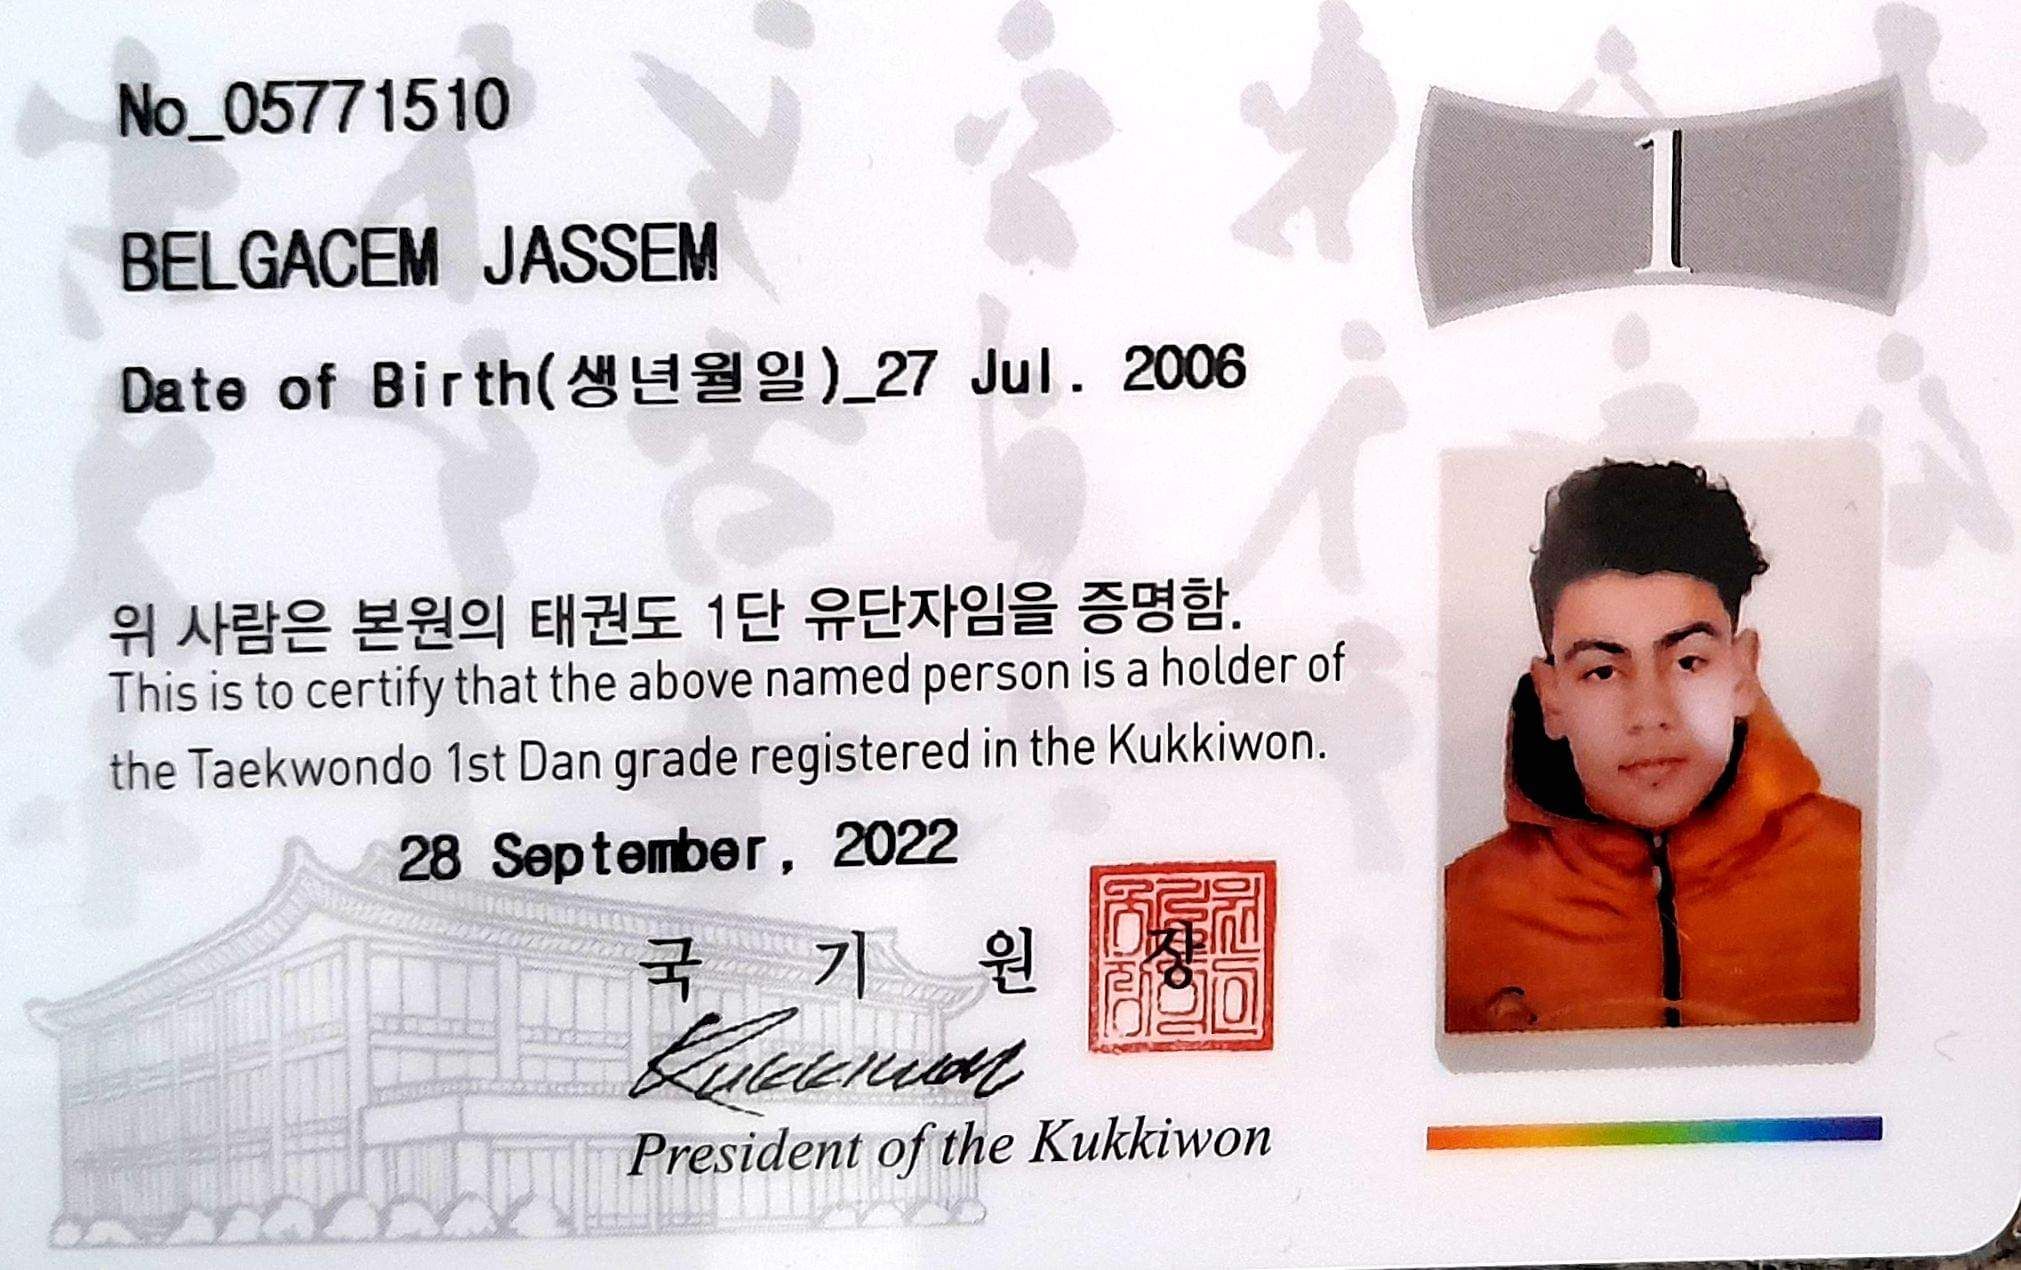 No_05771510
1
BELGACEM JASSEM
Date of Birth(생년월일)_27 Jul. 2006
위 사람은 본원의 태권도 1단 유단자임을 증명함.
This is to certify that the above named person is a holder of
the Taekwondo 1st Dan grade registered in the Kukkiwon.
28 September, 2022
국 기 원 장
Kukkiwon
President of the Kukkiwon